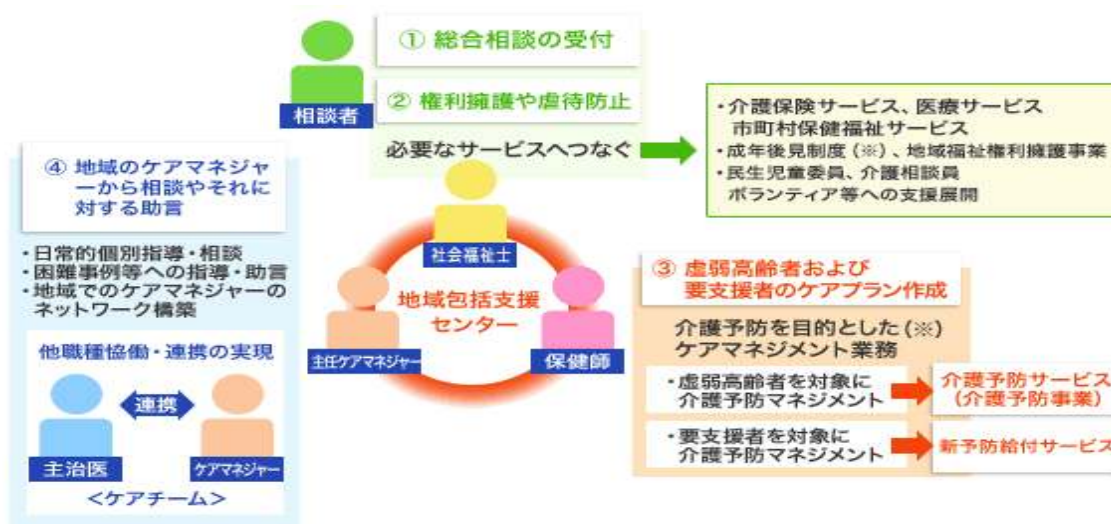 ① 総合相談の受付
② 権利擁護や虐待防止
相談者
必要なサービスへつなぐ
・介護保険サービス、医療サービス
市町村保健福祉サービス
・成年後見制度(※)、地域福祉権利擁護事業
・民生児童委員、介護相談員
ボランティア等への支援展開
④ 地域のケアマネジャ
ーから相談やそれに
対する助言
・日常的個別指導・相談
・困難事例等への指導・助言
・地域でのケアマネジャーの
ネットワーク構築
他職種協働・連携の実現
連携
主治医
ケアマネジャー
<ケアチーム>
社会福祉士
地域包括支援
センター
主任ケアマネジャー
保健師
③ 虚弱高齢者および
要支援者のケアプラン作成
介護予防を目的とした(※)
ケアマネジメント業務
・虚弱高齢者を対象に
介護予防マネジメント
介護予防サービス
(介護予防事業)
・要支援者を対象に
介護予防マネジメント
新予防給付サービス